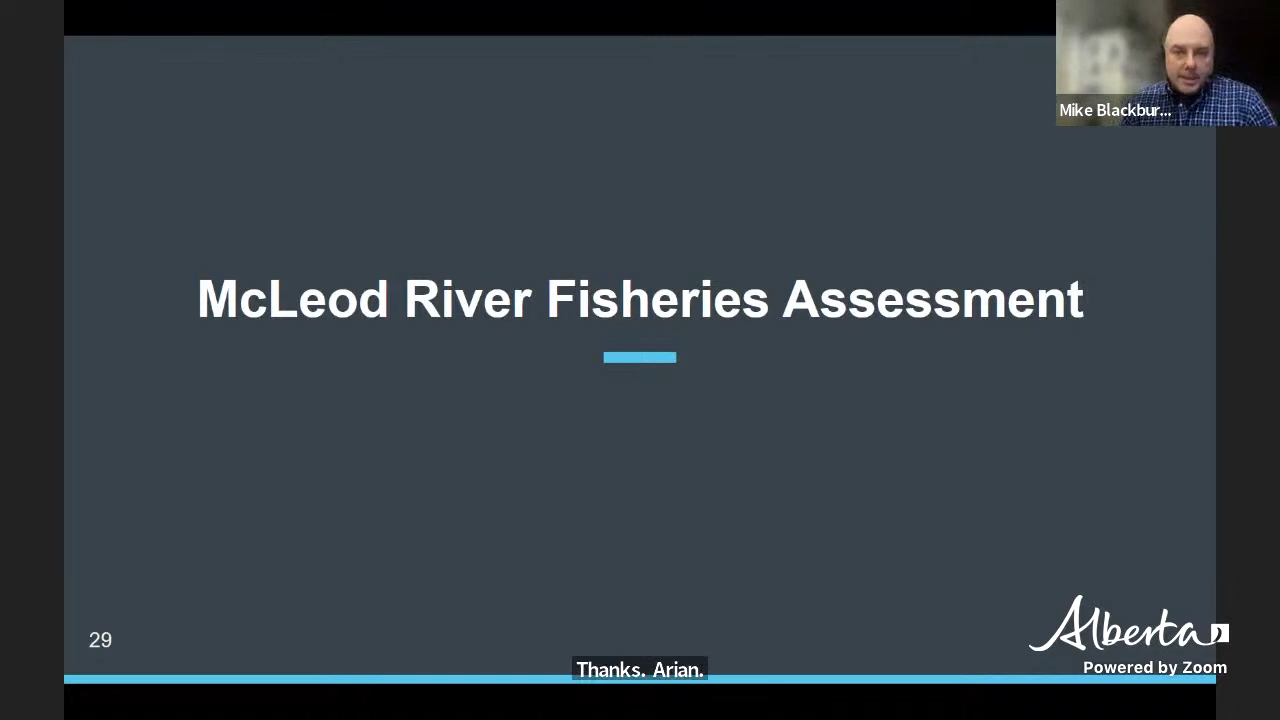 Mike Blackbur...
McLeod River Fisheries Assessment
29
Alberta
Thanks. Arian.
Powered by Zoom